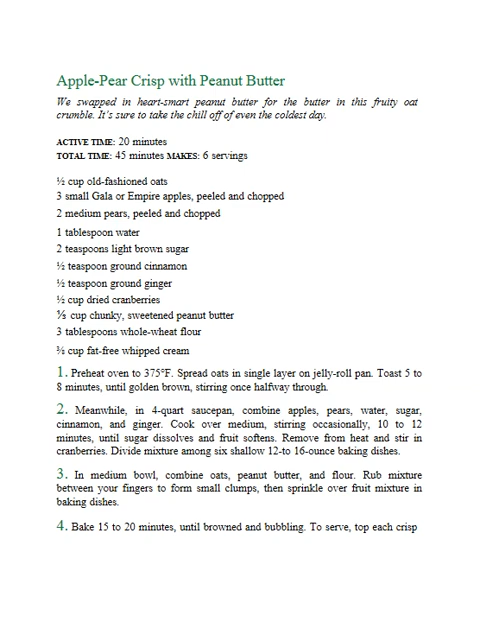 Apple-Pear Crisp with Peanut Butter
We swapped in heart-smart peanut butter for the butter in this fruity oat
crumble. It's sure to take the chill off of even the coldest day.
ACTIVE TIME: 20 minutes
TOTAL TIME: 45 minutes MAKES: 6 servings
½ cup old-fashioned oats
3 small Gala or Empire apples, peeled and chopped
2 medium pears, peeled and chopped
1 tablespoon water
2 teaspoons light brown sugar
½ teaspoon ground cinnamon
½ teaspoon ground ginger
½ cup dried cranberries
⅓ cup chunky, sweetened peanut butter
3 tablespoons whole-wheat flour
⅜ cup fat-free whipped cream
1. Preheat oven to 375°F. Spread oats in single layer on jelly-roll pan. Toast 5 to
8 minutes, until golden brown, stirring once halfway through.
2. Meanwhile, in 4-quart saucepan, combine apples, pears, water, sugar,
cinnamon, and ginger. Cook over medium, stirring occasionally, 10 to 12
minutes, until sugar dissolves and fruit softens. Remove from heat and stir in
cranberries. Divide mixture among six shallow 12-to 16-ounce baking dishes.
3. In medium bowl, combine oats, peanut butter, and flour. Rub mixture
between your fingers to form small clumps, then sprinkle over fruit mixture in
baking dishes.
4. Bake 15 to 20 minutes, until browned and bubbling. To serve, top each crisp